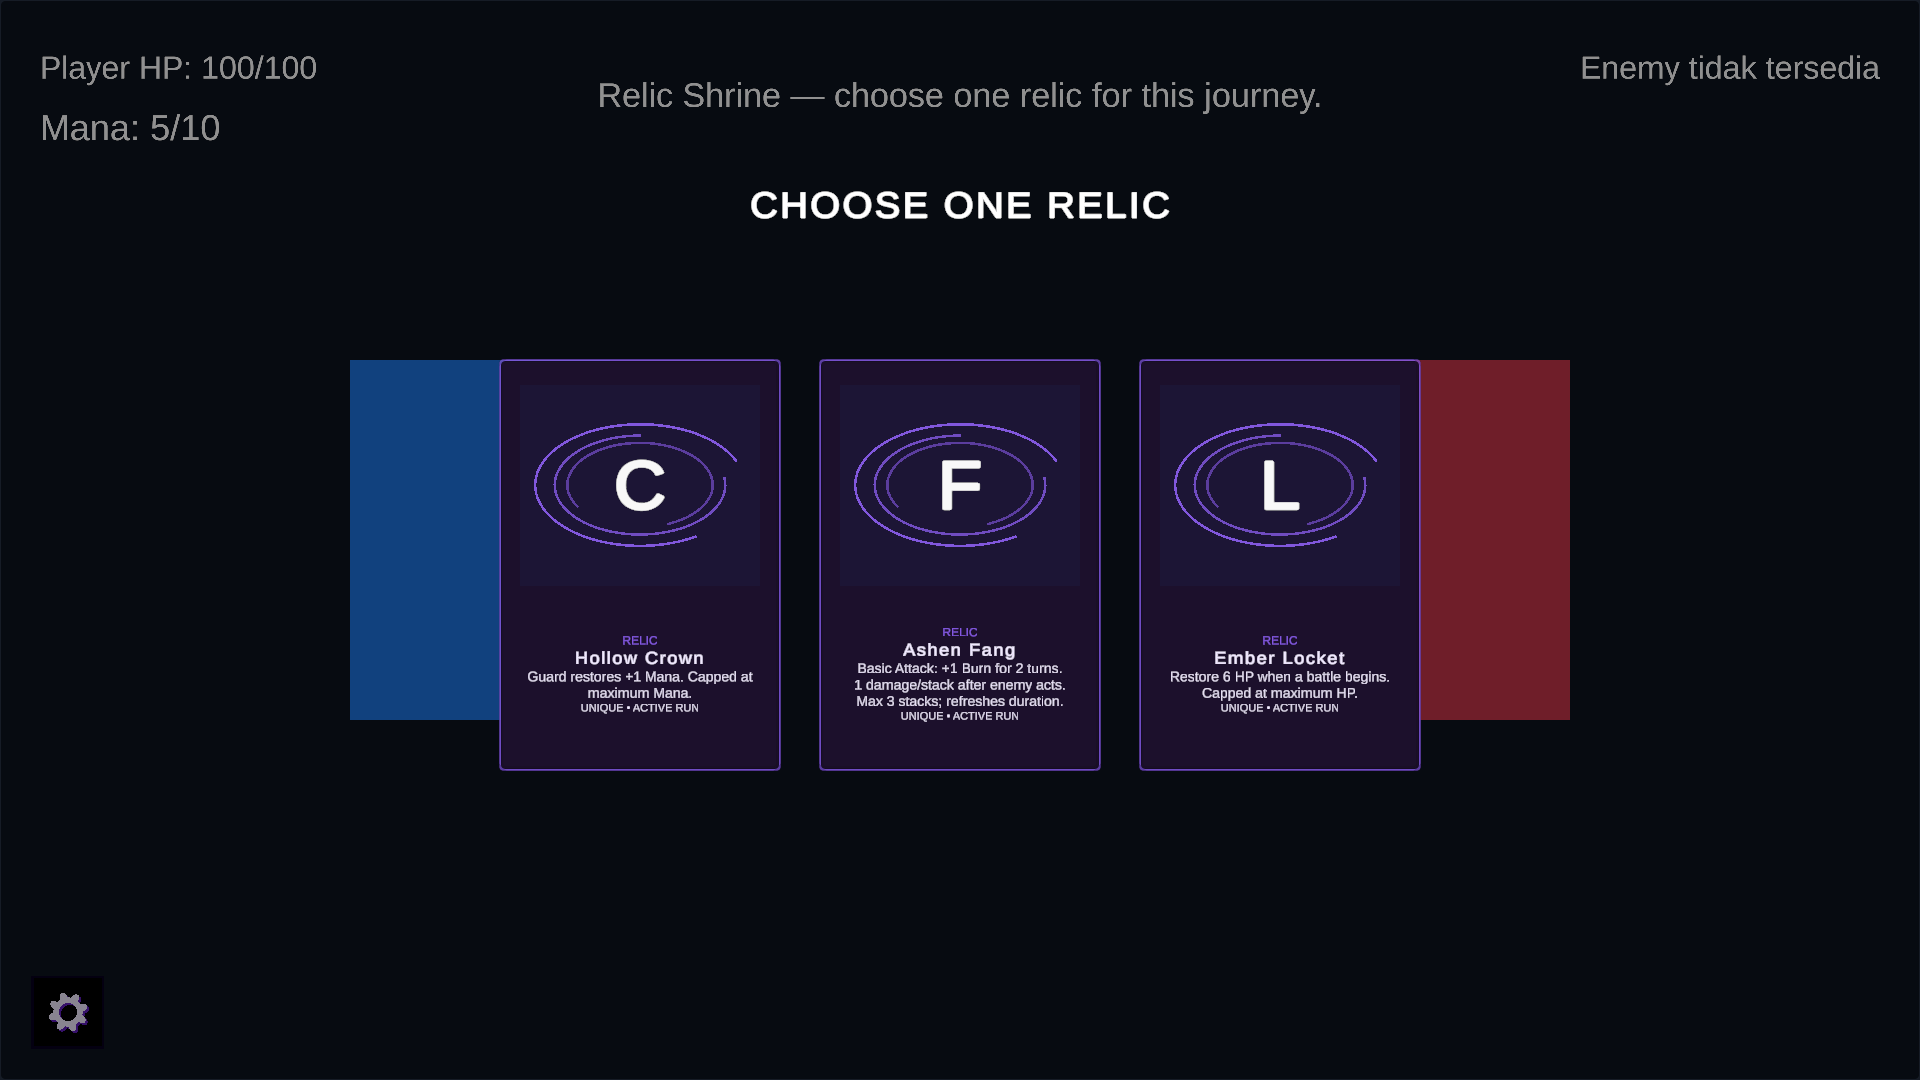 Player HP: 100/100
Mana: 5/10
Relic Shrine — choose one relic for this journey.
Enemy tidak tersedia
CHOOSE ONE RELIC
C
RELIC
Hollow Crown
Guard restores +1 Mana. Capped at
maximum Mana.
UNIQUE • ACTIVE RUN
F
RELIC
Ashen Fang
Basic Attack: +1 Burn for 2 turns.
1 damage/stack after enemy acts.
Max 3 stacks; refreshes duration.
UNIQUE • ACTIVE RUN
L
RELIC
Ember Locket
Restore 6 HP when a battle begins.
Capped at maximum HP.
UNIQUE • ACTIVE RUN